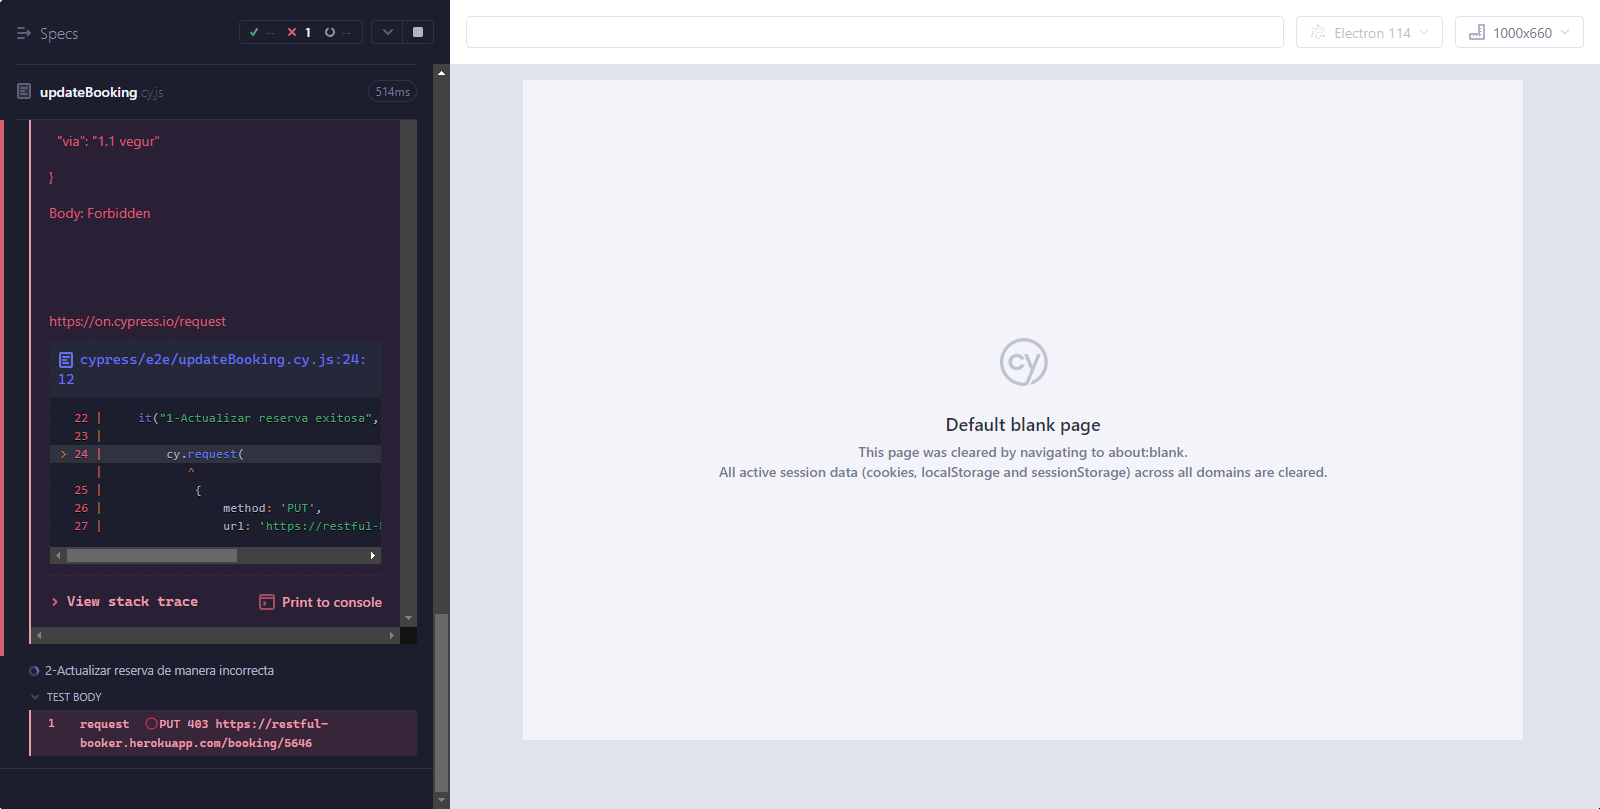 Specs
-- 1 --
updateBooking cy.js 514ms
Electron 114
1000x660
"via": "1.1 vegur"
}
Body: Forbidden
https://on.cypress.io/request
cypress/e2e/updateBooking.cy.js:24:
12
22 | it("1-Actualizar reserva exitosa",
23 |
> 24 | cy.request(
| ^
25 | {
26 | method: 'PUT',
27 | url: 'https://restful-
> View stack trace
Print to console
2-Actualizar reserva de manera incorrecta
TEST BODY
1 request PUT 403 https://restful-
booker.herokuapp.com/booking/5646
cy
Default blank page
This page was cleared by navigating to about:blank.
All active session data (cookies, localStorage and sessionStorage) across all domains are cleared.